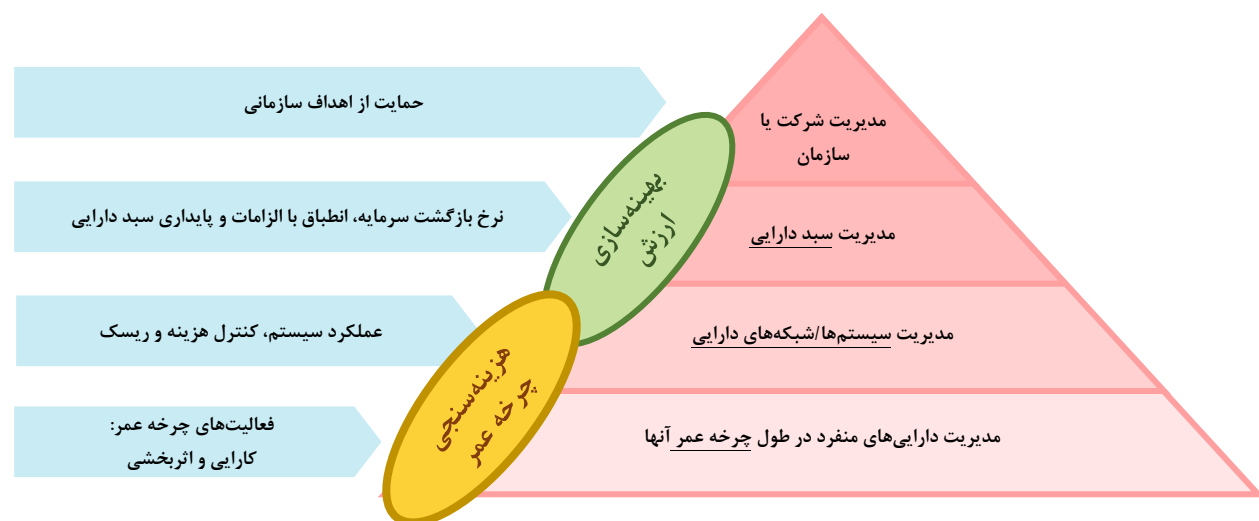 مدیریت شرکت یا
سازمان
حمایت از اهداف سازمانی
بهینه‌سازی
ارزش
مدیریت سبد دارایی
نرخ بازگشت سرمایه، انطباق با الزامات و پایداری سبد دارایی
مدیریت سیستم‌ها/شبکه‌های دارایی
عملکرد سیستم، کنترل هزینه و ریسک
هزینه‌سنجی
چرخه عمر
مدیریت دارایی‌های منفرد در طول چرخه عمر آنها
فعالیت‌های چرخه عمر:
کارایی و اثربخشی